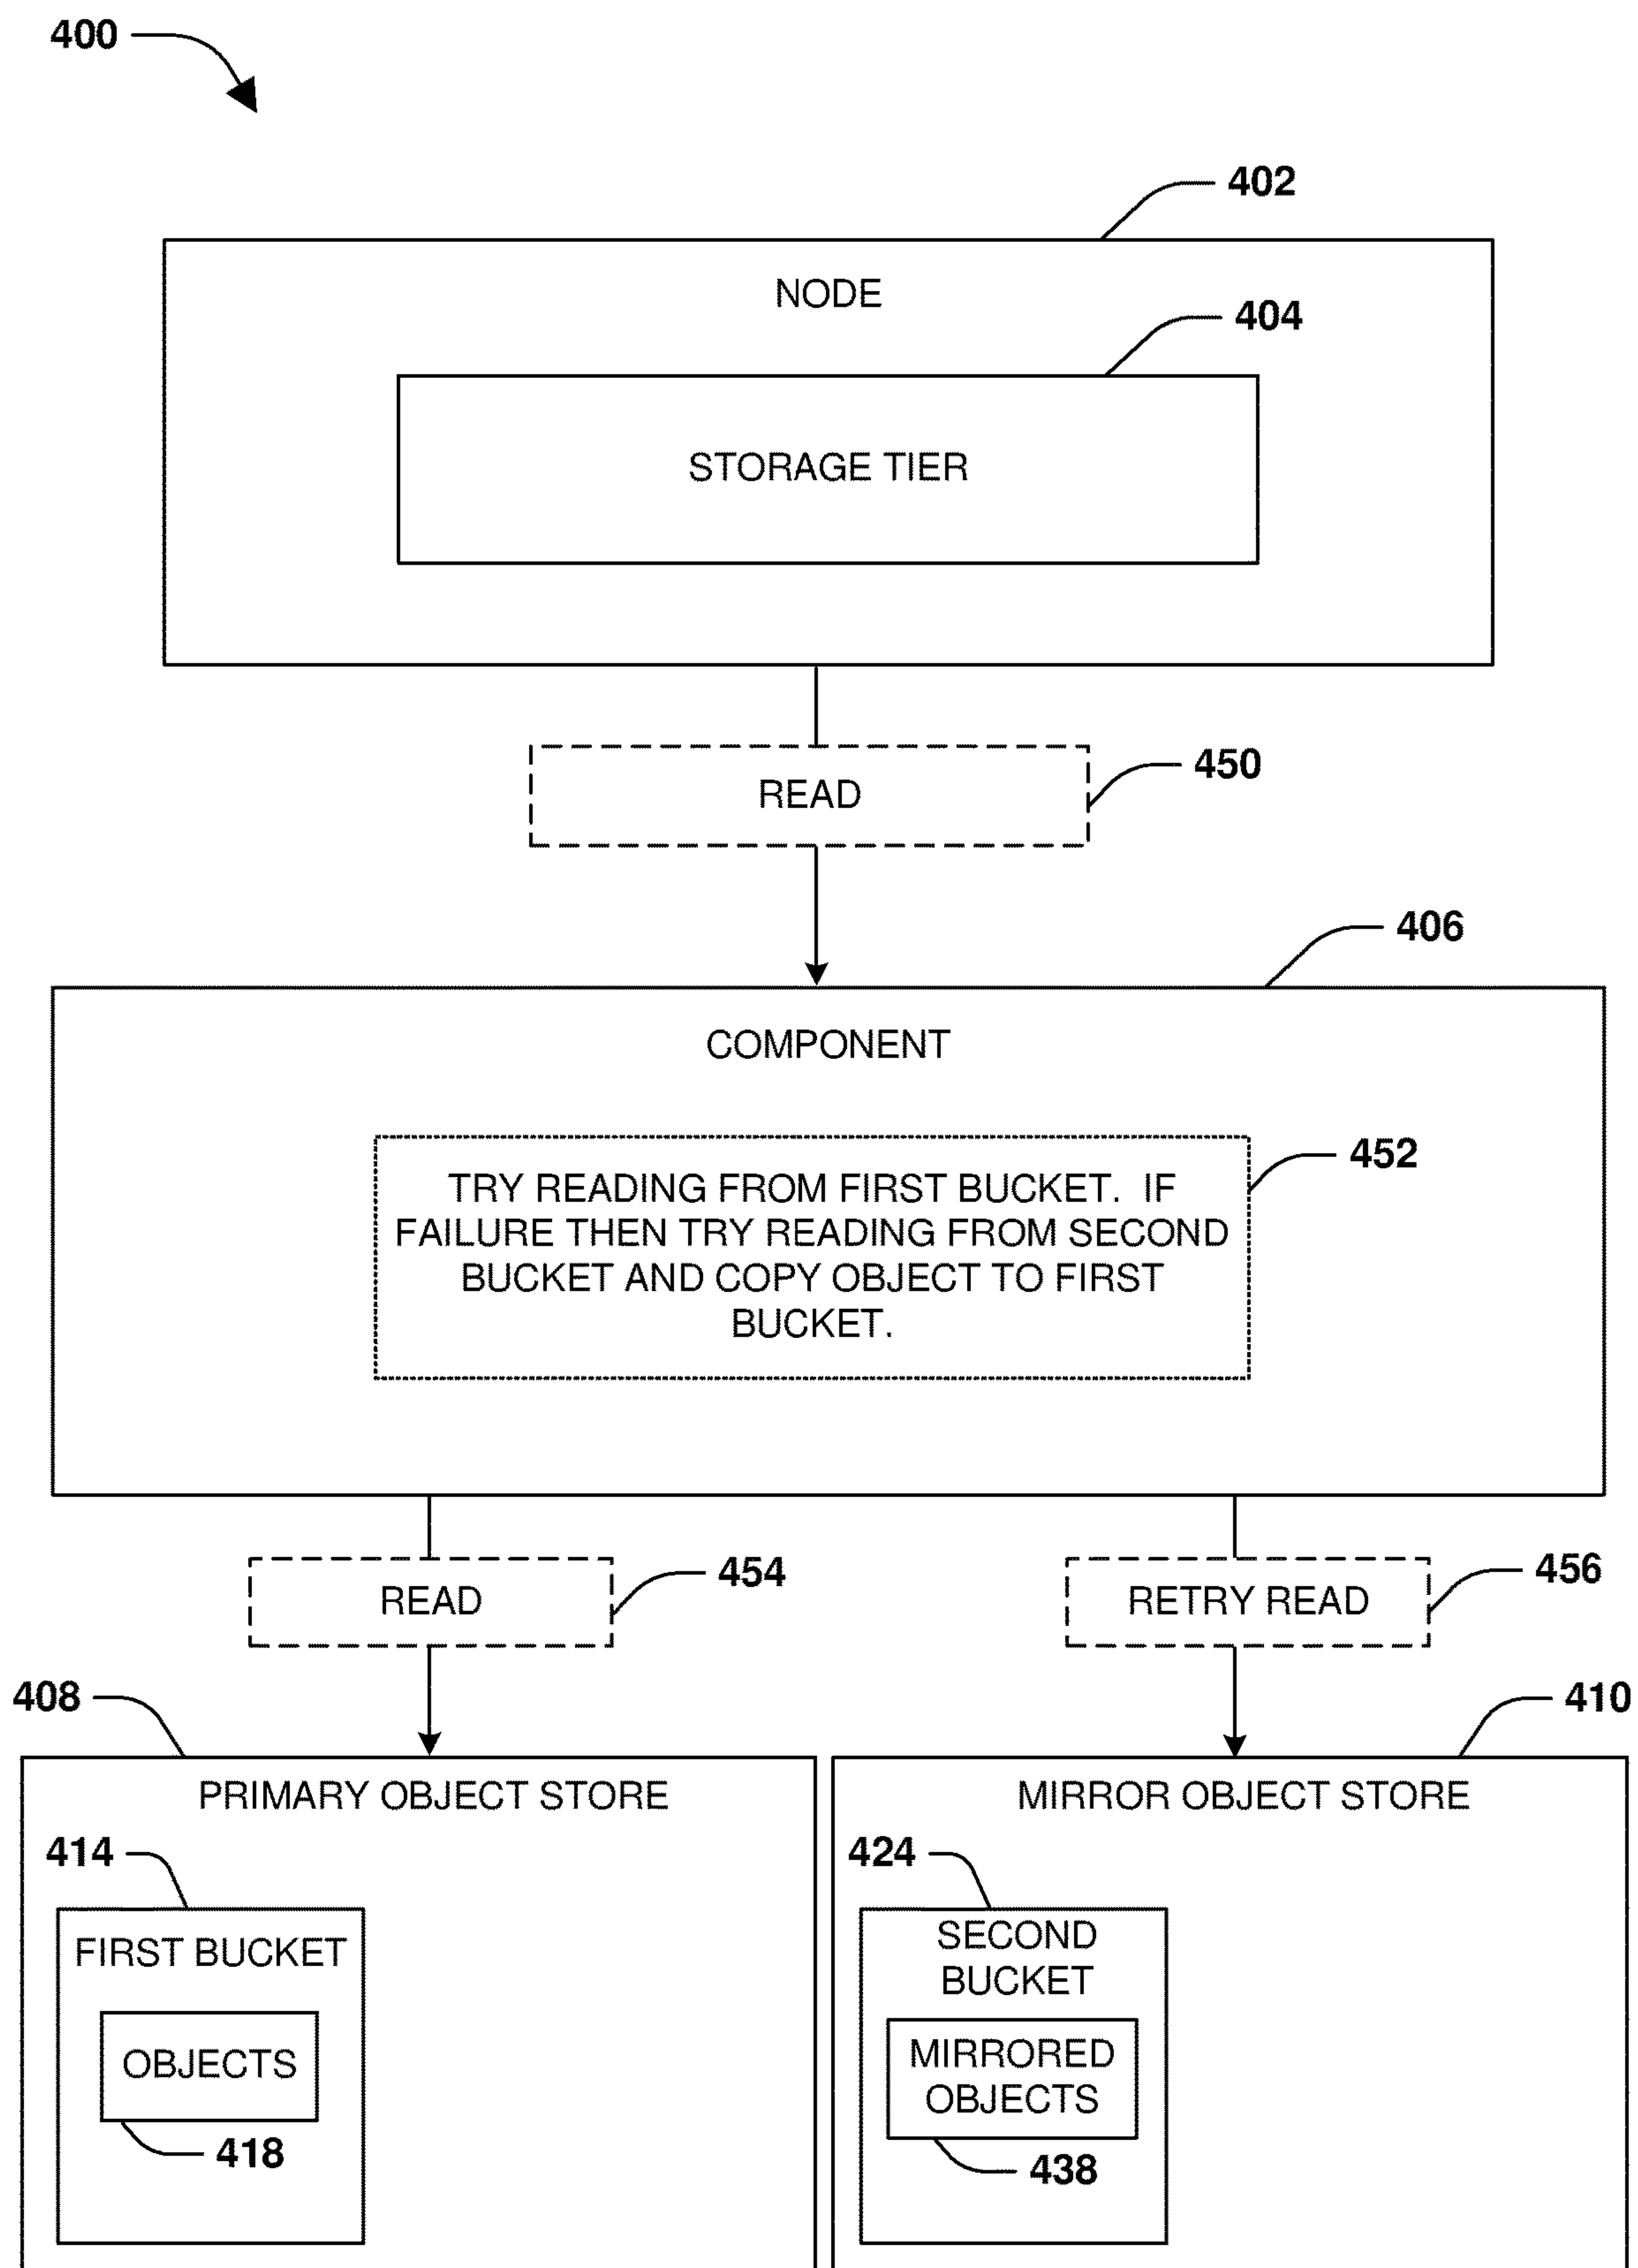 400
402
NODE
404
STORAGE TIER
READ
450
406
COMPONENT
452
TRY READING FROM FIRST BUCKET.  IF
FAILURE THEN TRY READING FROM SECOND
BUCKET AND COPY OBJECT TO FIRST
BUCKET.
READ
454
RETRY READ
456
408
410
PRIMARY OBJECT STORE
414
FIRST BUCKET
OBJECTS
418
MIRROR OBJECT STORE
424
SECOND
BUCKET
MIRRORED
OBJECTS
438